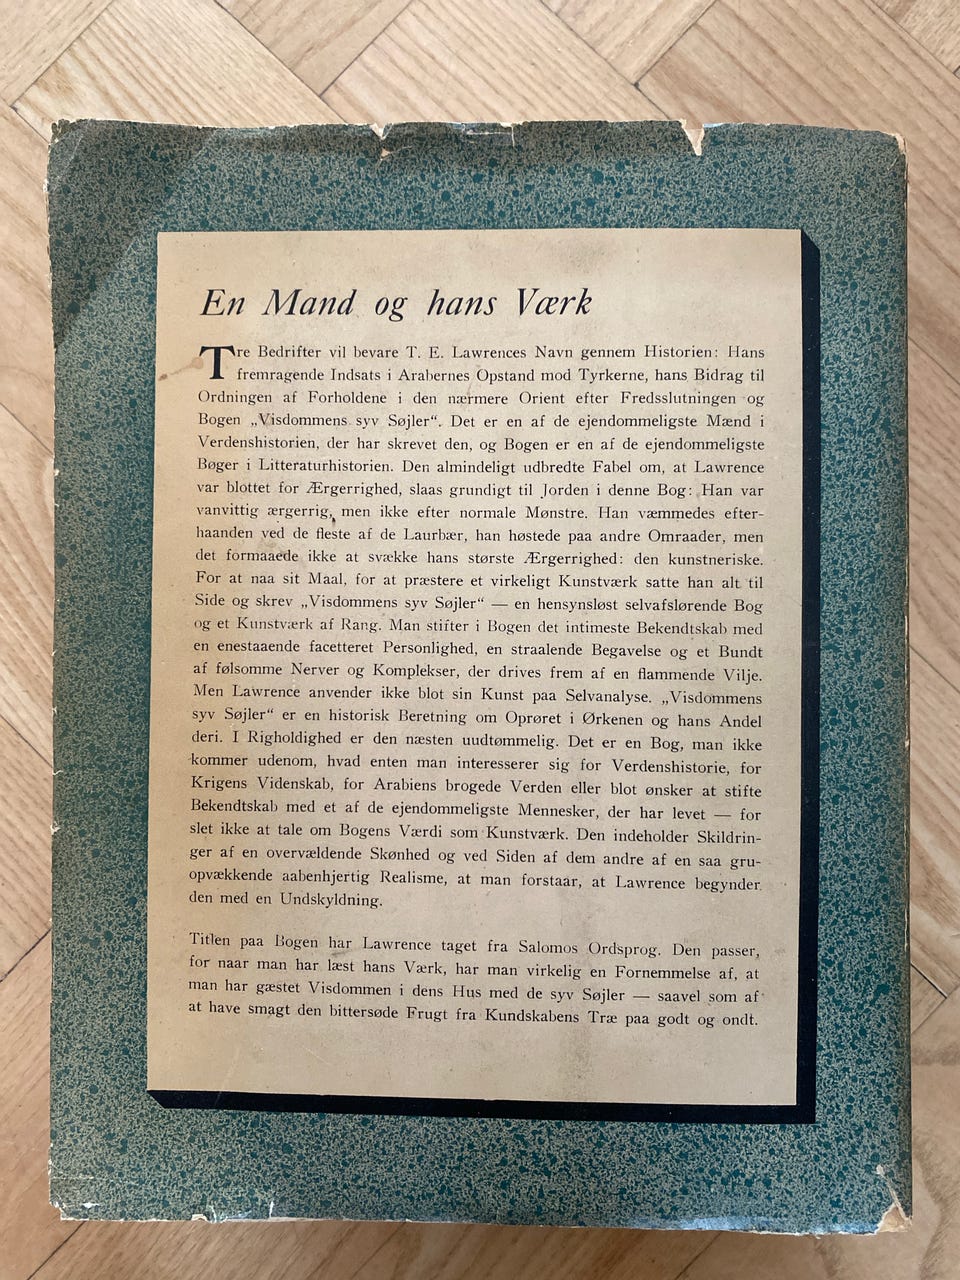 En Mand og hans Værk
Tre Bedrifter vil bevare T. E. Lawrences Navn gennem Historien: Hans
fremragende Indsats i Arabernes Opstand mod Tyrkerne, hans Bidrag til
Ordningen af Forholdene i den nærmere Orient efter Fredsslutningen og
Bogen „Visdommens syv Søjler“. Det er en af de ejendommeligste Mænd i
Verdenshistorien, der har skrevet den, og Bogen er en af de ejendommeligste
Bøger i Litteraturhistorien. Den almindeligt udbredte Fabel om, at Lawrence
var blottet for Ærgerrighed, slaas grundigt til Jorden i denne Bog: Han var
vanvittig ærgerrig, men ikke efter normale Mønstre. Han væmmedes efter-
haanden ved de fleste af de Laurbær, han høstede paa andre Omraader, men
det formaaede ikke at svække hans største Ærgerrighed: den kunstneriske.
For at naa sit Maal, for at præstere et virkeligt Kunstværk satte han alt til
Side og skrev „Visdommens syv Søjler“ — en hensynsløst selvafslørende Bog
og et Kunstværk af Rang. Man stifter i Bogen det intimeste Bekendtskab med
en enestaaende facetteret Personlighed, en straalende Begavelse og et Bundt
af følsomme Nerver og Komplekser, der drives frem af en flammende Vilje.
Men Lawrence anvender ikke blot sin Kunst paa Selvanalyse. „Visdommens
syv Søjler“ er en historisk Beretning om Oprøret i Ørkenen og hans Andel
deri. I Righoldighed er den næsten uudtømmelig. Det er en Bog, man ikke
kommer udenom, hvad enten man interesserer sig for Verdenshistorie, for
Krigens Videnskab, for Arabiens brogede Verden eller blot ønsker at stifte
Bekendtskab med et af de ejendommeligste Mennesker, der har levet — for
slet ikke at tale om Bogens Værdi som Kunstværk. Den indeholder Skildrin-
ger af en overvældende Skønhed og ved Siden af dem andre af en saa gru-
opvækkende aabenhjertig Realisme, at man forstaar, at Lawrence begynder
den med en Undskyldning.
Titlen paa Bogen har Lawrence taget fra Salomos Ordsprog. Den passer,
for naar man har læst hans Værk, har man virkelig en Fornemmelse af, at
man har gæstet Visdommen i dens Hus med de syv Søjler — saavel som af
at have smagt den bittersøde Frugt fra Kundskabens Træ paa godt og ondt.